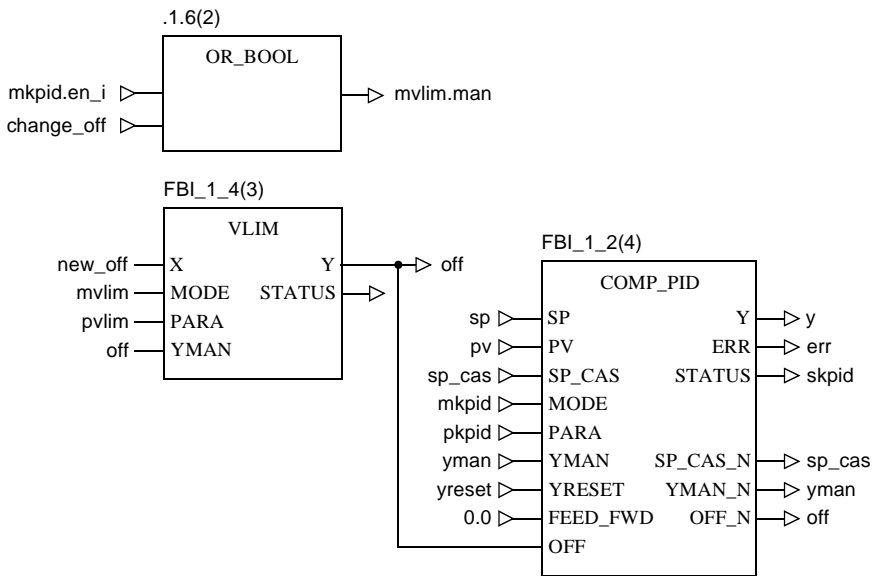 .1.6(2)
OR_BOOL
mkpid.en_i
mvlim.man
change_off
FBI_1_4(3)
VLIM
new_off X Y off
mvlim MODE STATUS
pvlim PARA
off YMAN
FBI_1_2(4)
COMP_PID
sp SP Y y
pv PV ERR err
sp_cas SP_CAS STATUS skpid
mkpid MODE
pkpid PARA
yman YMAN SP_CAS_N sp_cas
yreset YRESET YMAN_N yman
0.0 FEED_FWD OFF_N off
OFF